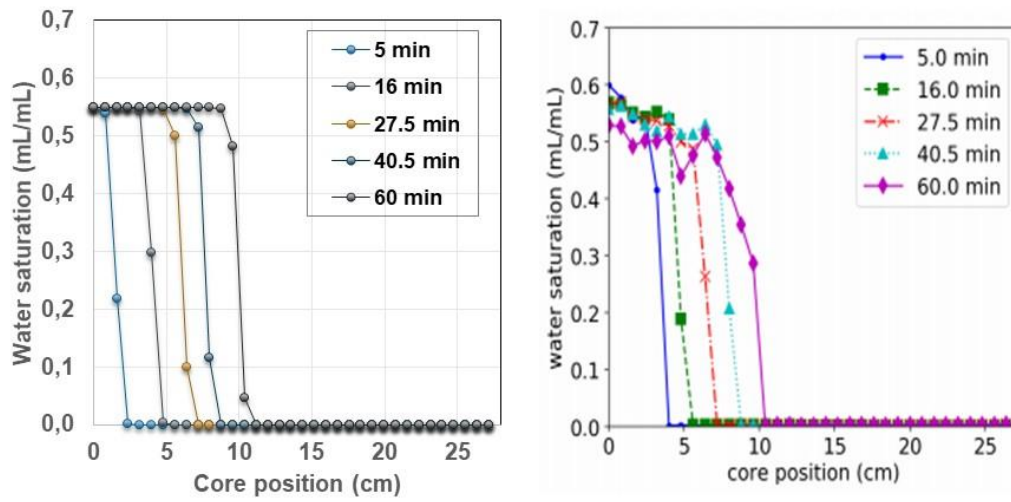 0,7
0,6
0,5
0,4
0,3
0,2
0,1
0,0
Water saturation (mL/mL)
0 5 10 15 20 25
Core position (cm)
5 min
16 min
27.5 min
40.5 min
60 min
0.7
0.6
0.5
0.4
0.3
0.2
0.1
0.0
water saturation (mL/mL)
0 5 10 15 20 25
core position (cm)
5.0 min
16.0 min
27.5 min
40.5 min
60.0 min